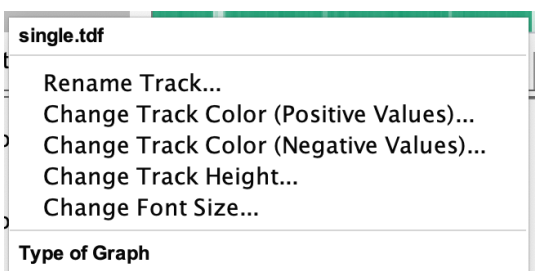 single.tdf
Rename Track...
Change Track Color (Positive Values)...
Change Track Color (Negative Values)...
Change Track Height...
Change Font Size...
Type of Graph